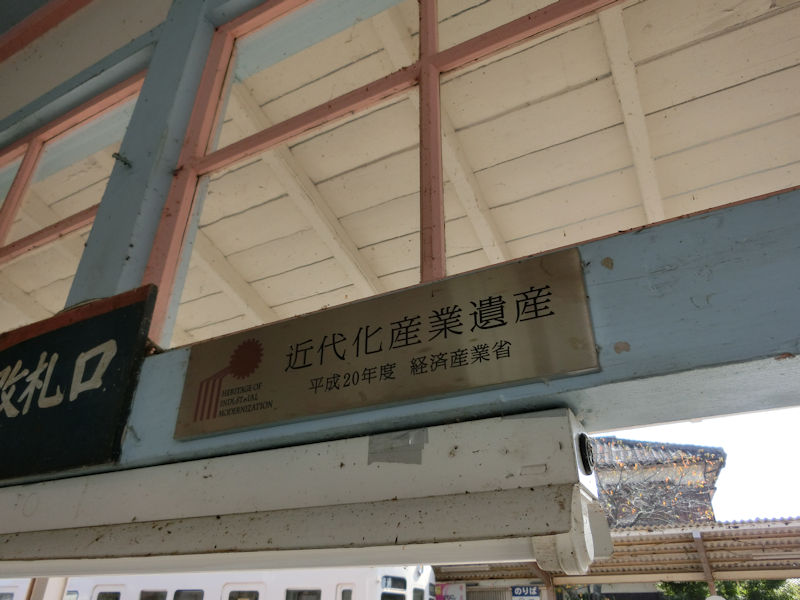 改札口
近代化産業遺産
平成20年度 経済産業省
HERITAGE OF
INDUSTRIAL
MODERNIZATION
のりば